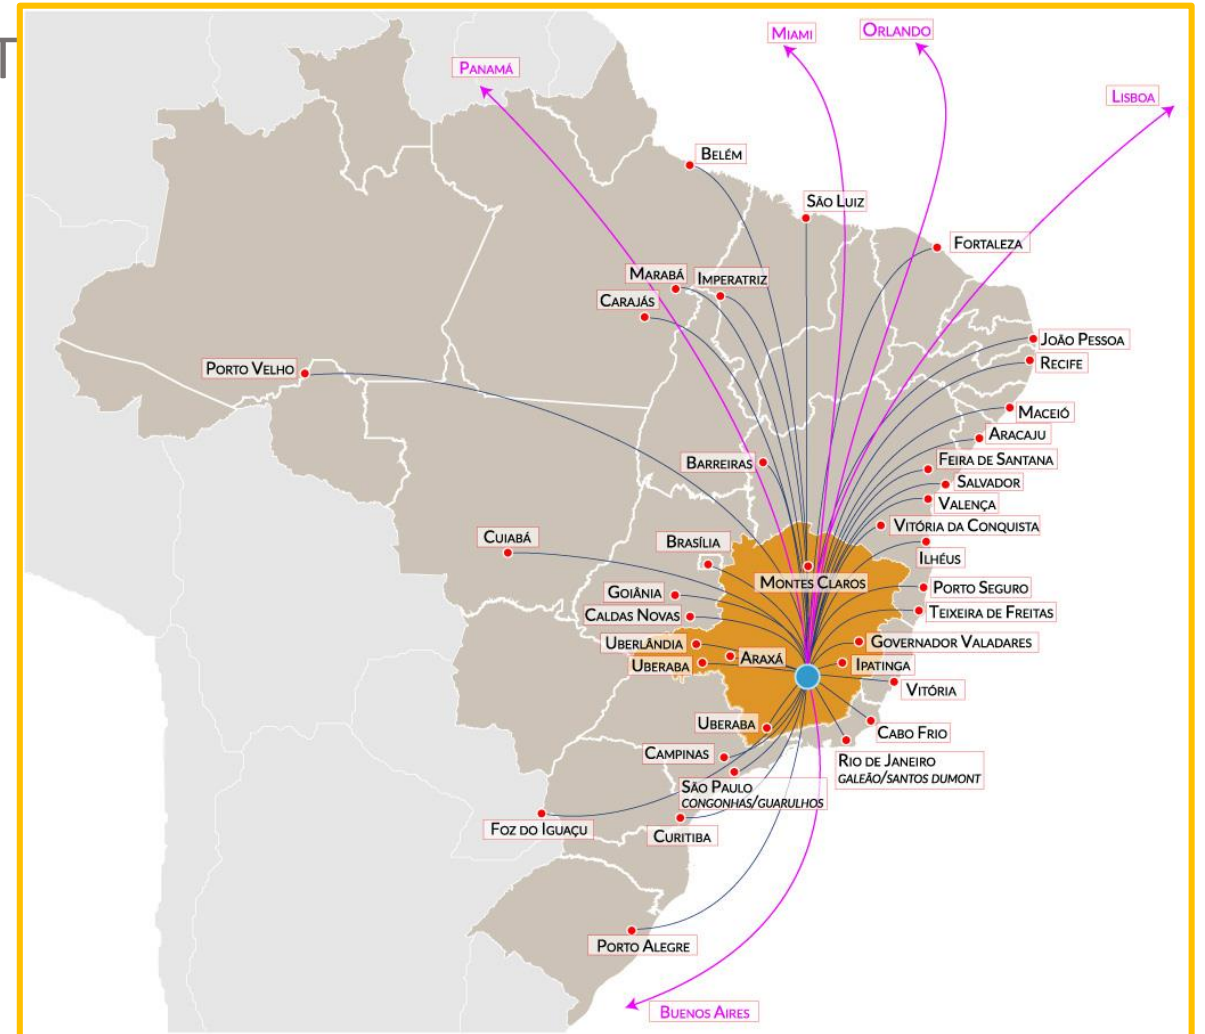 T
Miami
Orlando
Panamá
Lisboa
Belém
São Luiz
Fortaleza
Marabá
Imperatriz
Carajás
João Pessoa
Recife
Porto Velho
Maceió
Aracaju
Feira de Santana
Barreiras
Salvador
Valença
Vitória da Conquista
Cuiabá
Brasília
Ilhéus
Montes Claros
Goiânia
Porto Seguro
Caldas Novas
Teixeira de Freitas
Uberlândia
Governador Valadares
Araxá
Uberaba
Ipatinga
Vitória
Uberaba
Cabo Frio
Campinas
Rio de Janeiro
Galeão/Santos Dumont
São Paulo
Congonhas/Guarulhos
Foz do Iguaçu
Curitiba
Porto Alegre
Buenos Aires